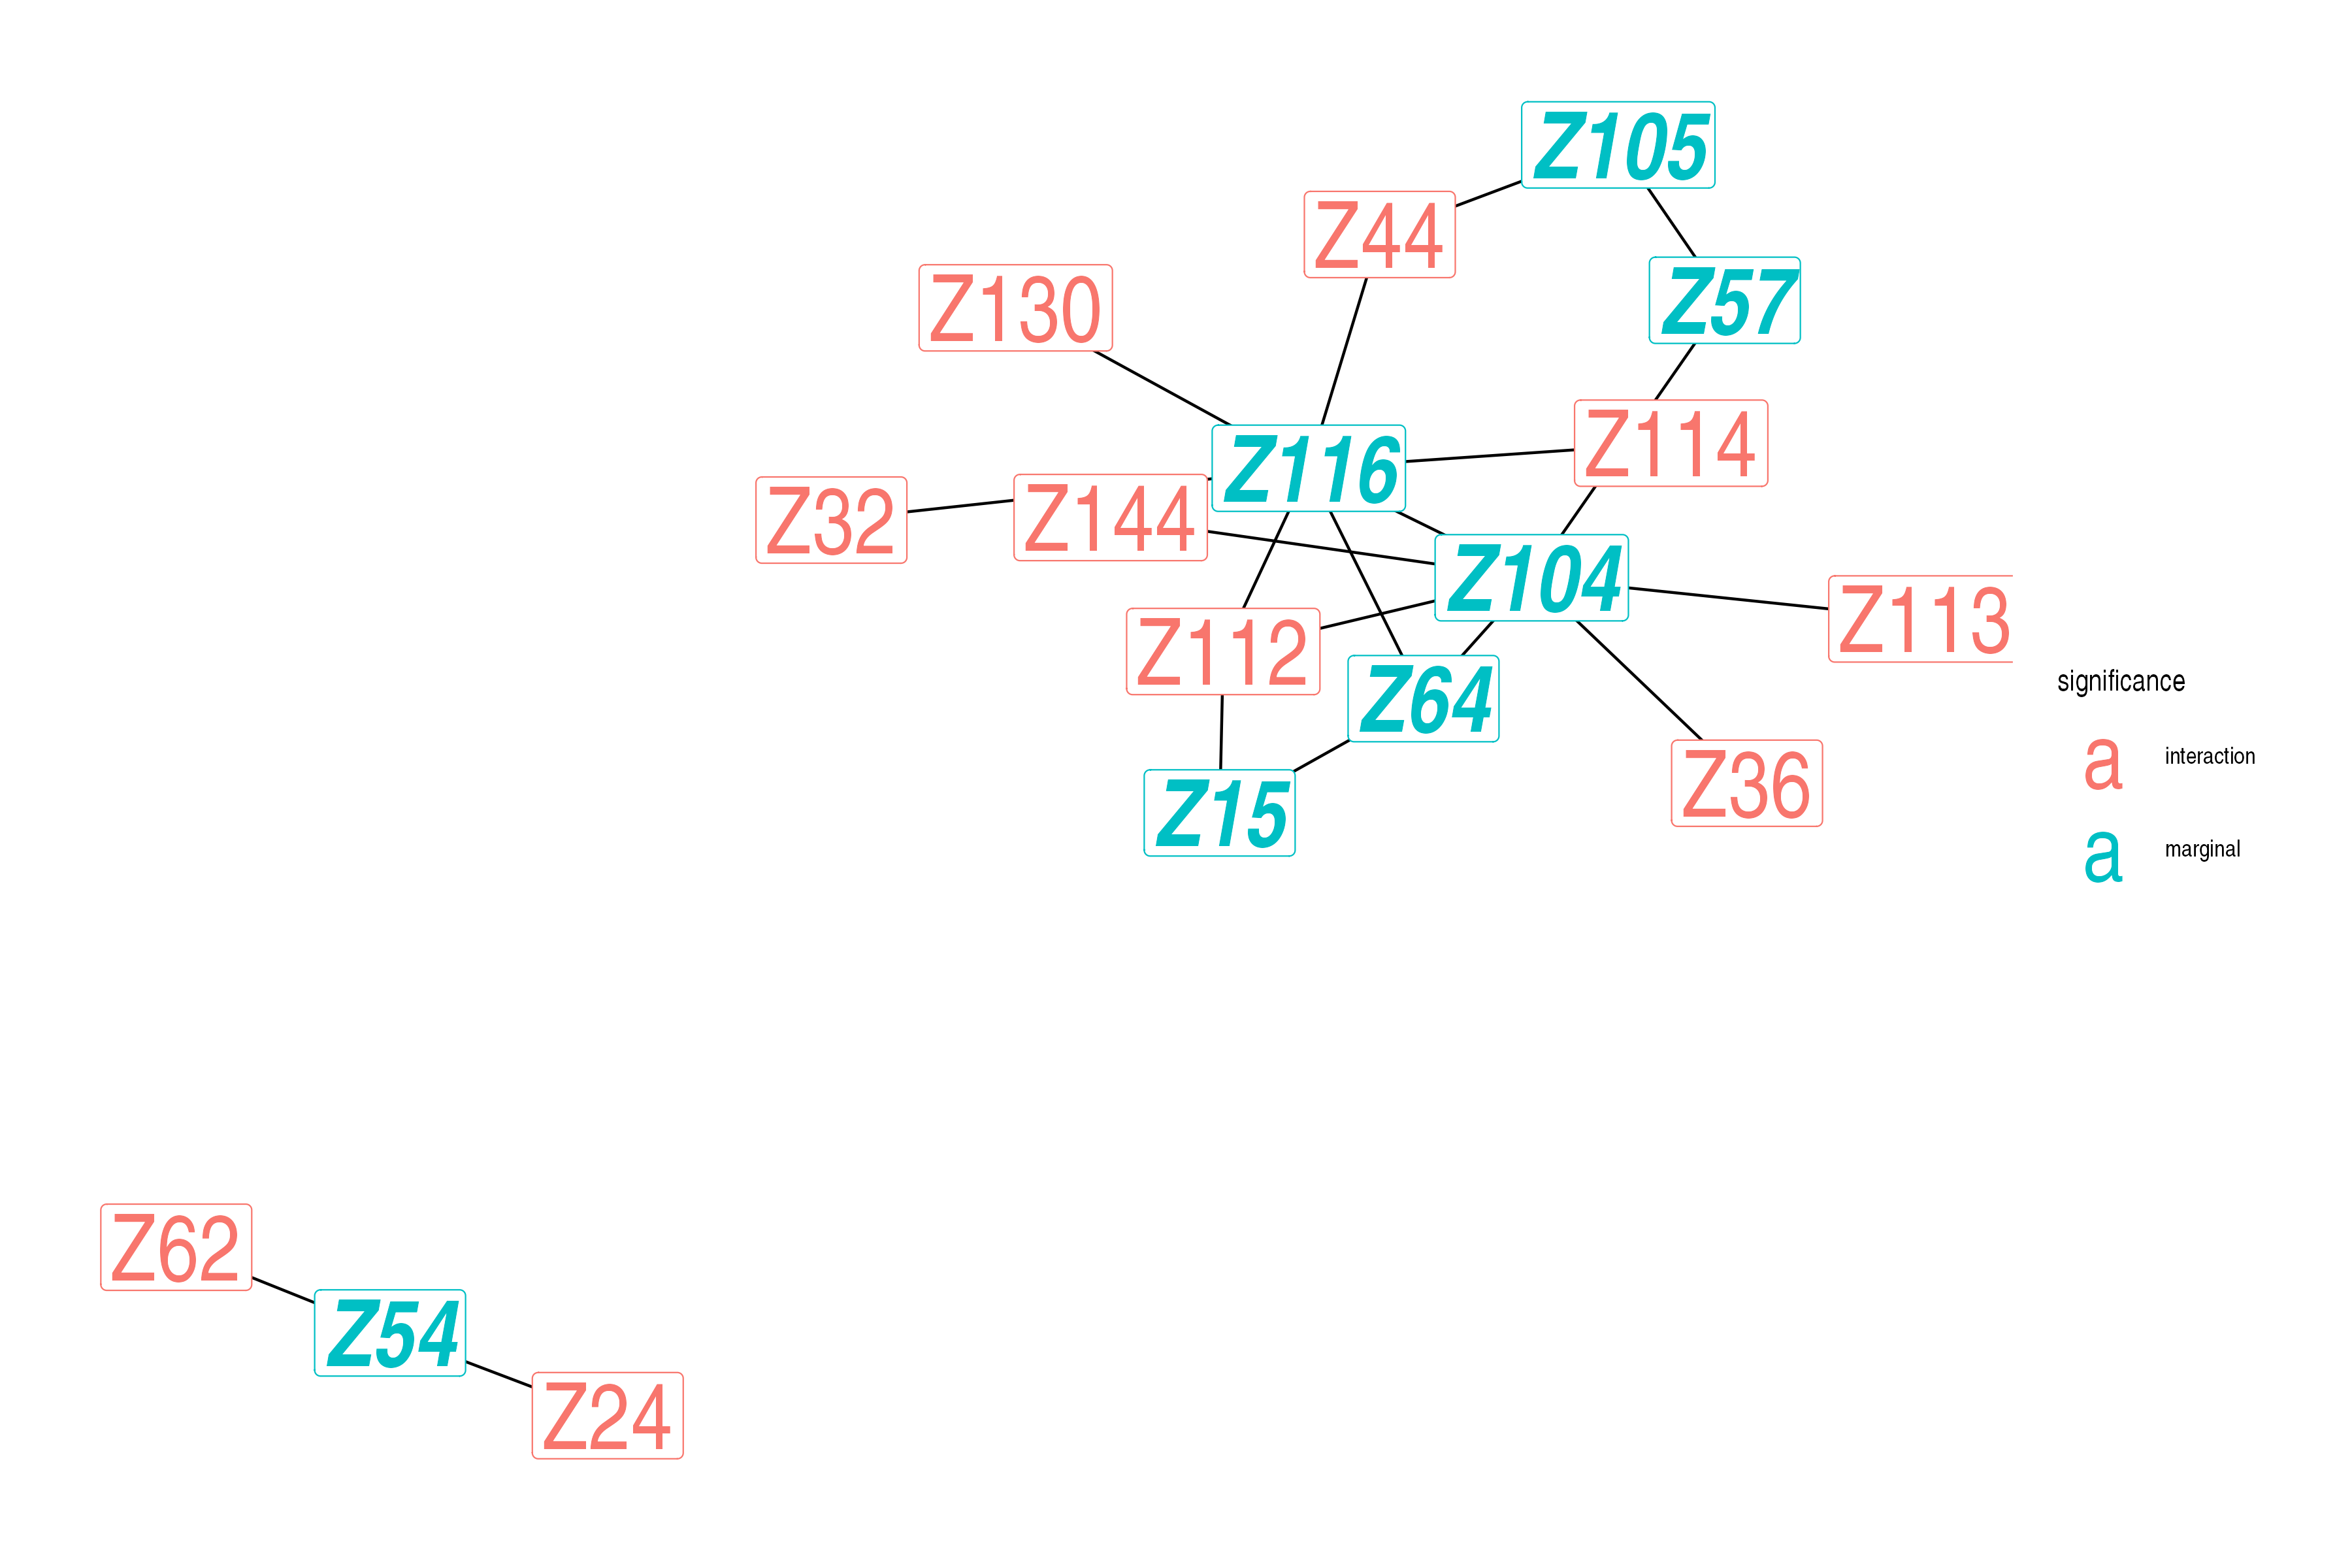 Z105
Z44
Z57
Z130
Z114
Z116
Z32
Z144
Z104
Z113
Z112
Z64
significance
Z36
interaction
a
Z15
marginal
a
Z62
Z54
Z24